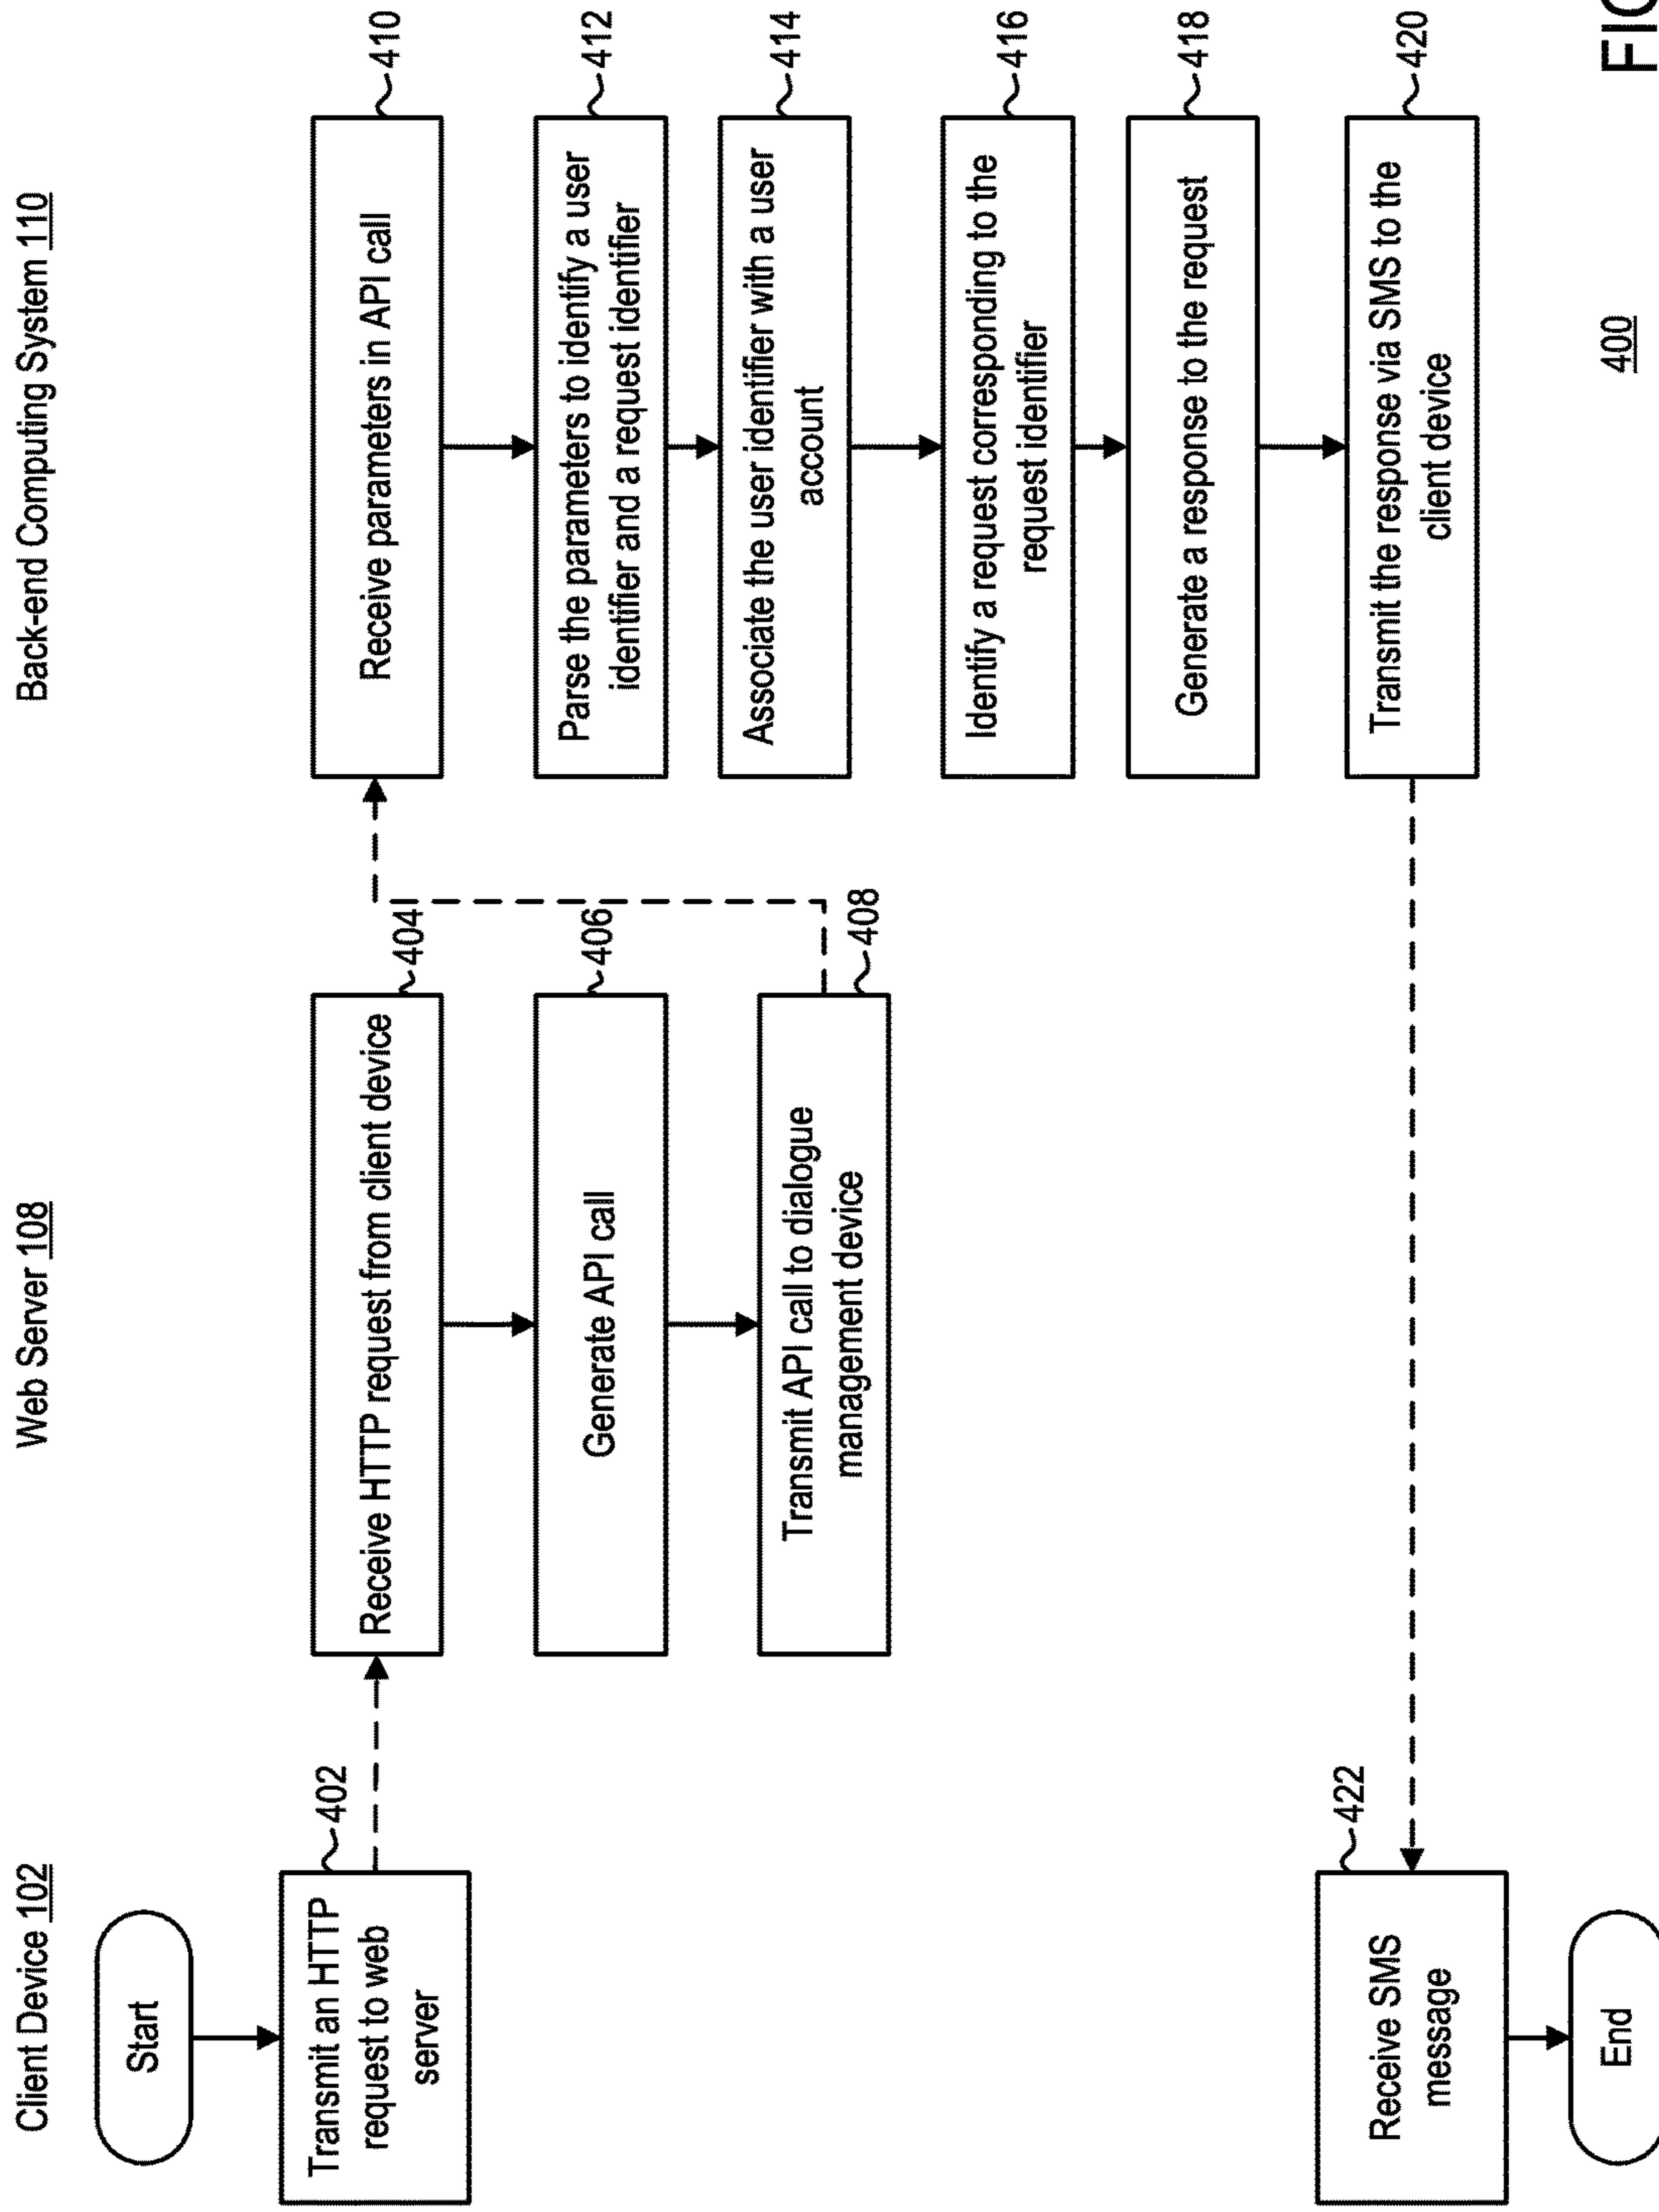 Client Device 102
Web Server 108
Back-end Computing System 110
Start
402
Transmit an HTTP
request to web
server
404
Receive HTTP request from client device
406
Generate API call
408
Transmit API call to dialogue
management device
410
Receive parameters in API call
412
Parse the parameters to identify a user
identifier and a request identifier
414
Associate the user identifier with a user
account
416
Identify a request corresponding to the
request identifier
418
Generate a response to the request
420
Transmit the response via SMS to the
client device
422
Receive SMS
message
End
400